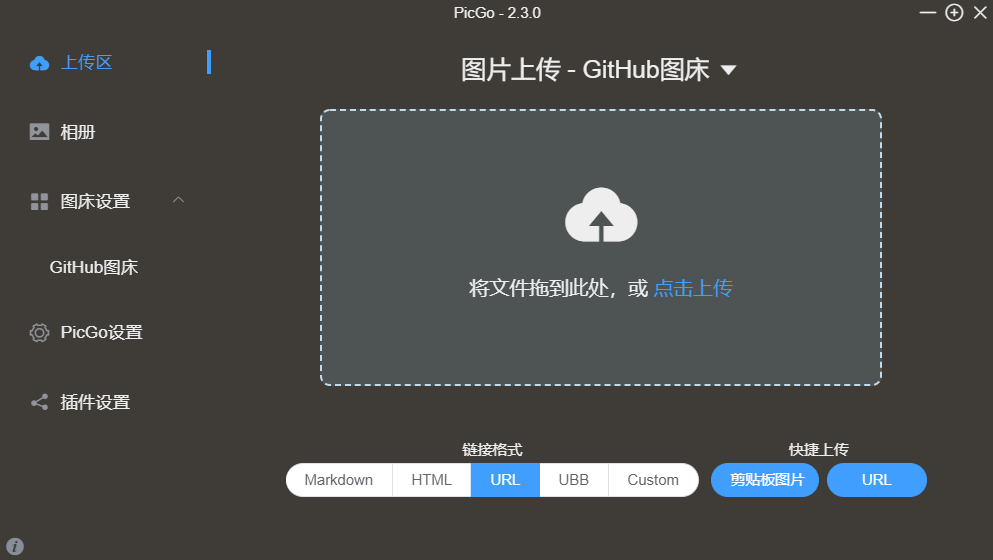 PicGo - 2.3.0
上传区
相册
图床设置
GitHub图床
PicGo设置
插件设置
图片上传 - GitHub图床
将文件拖到此处，或 点击上传
链接格式
Markdown HTML URL UBB Custom
快捷上传
剪贴板图片 URL